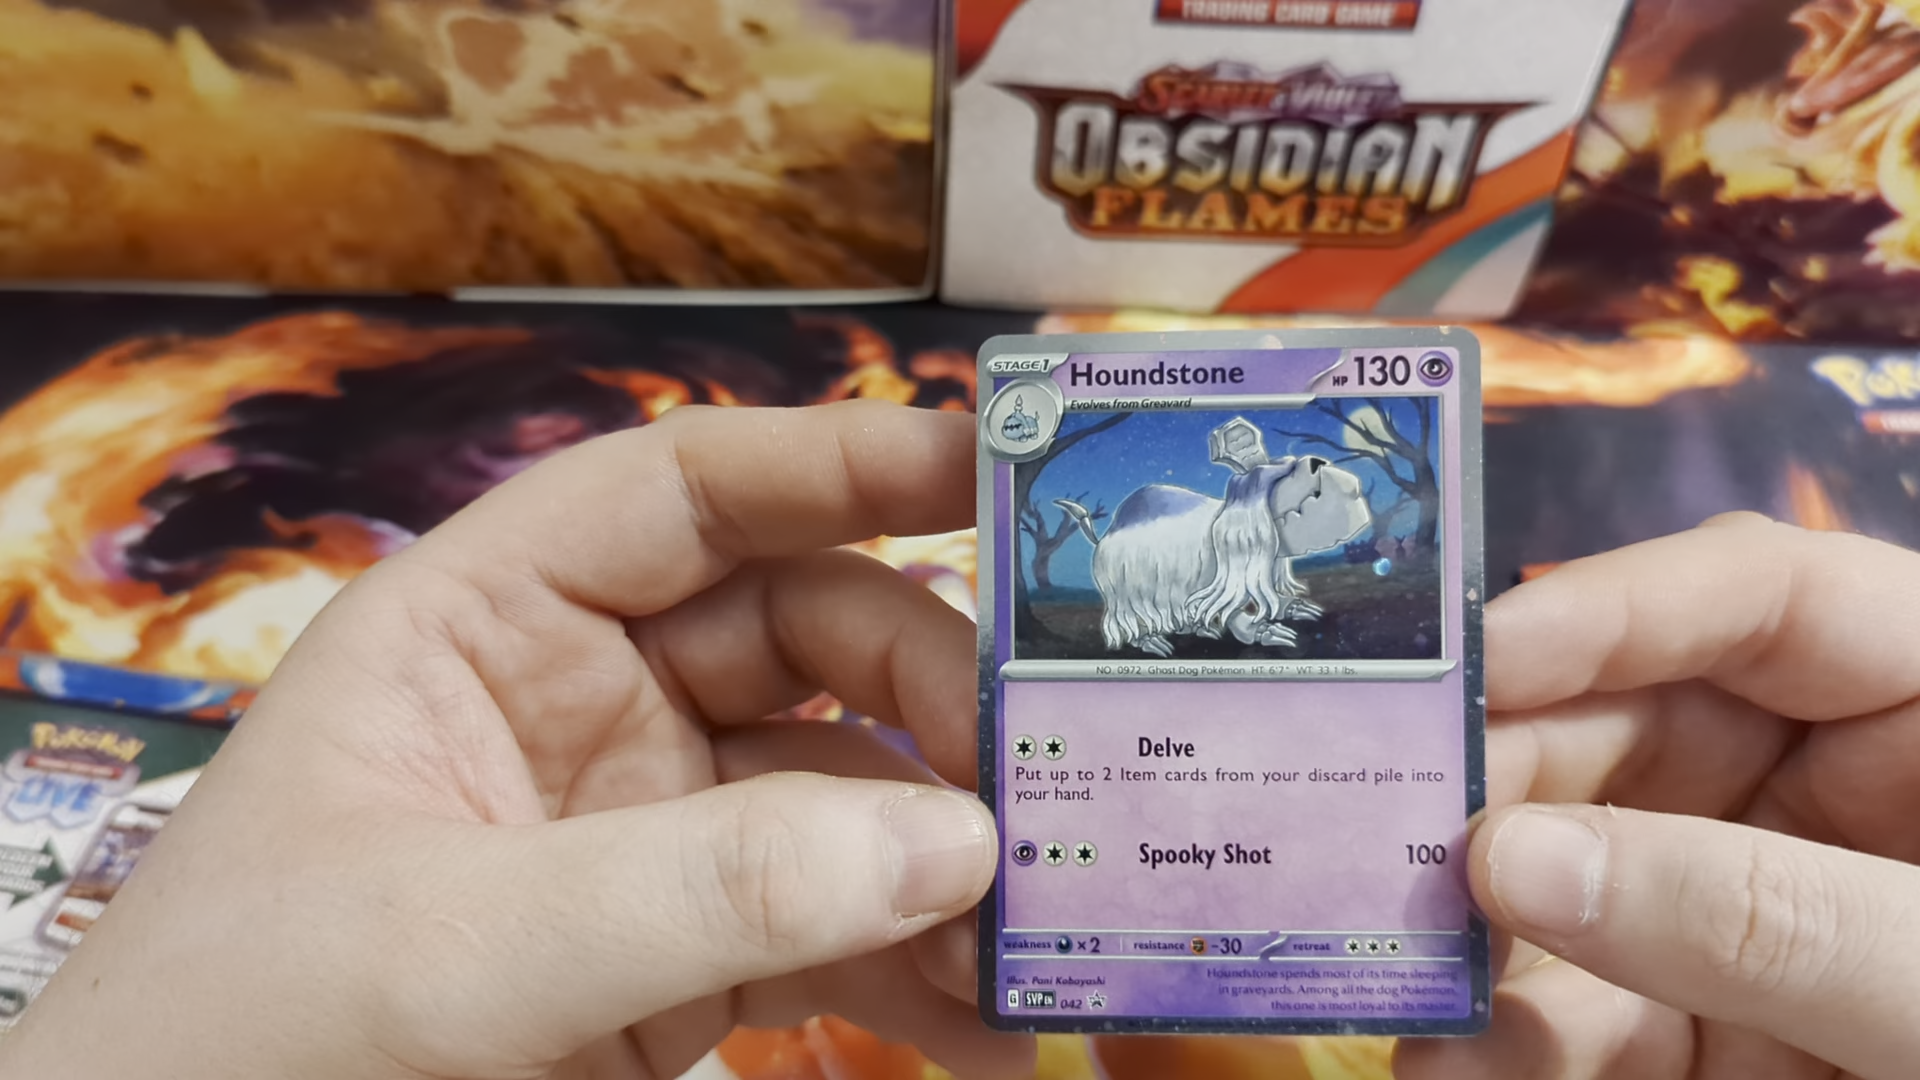 TRADING CARD GAME
SCARLET & VIOLET
OBSIDIAN
FLAMES
STAGE 1
Houndstone
HP 130
Evolves from Greavard
NO. 0972 Ghost Dog Pokémon HT: 6'7" WT: 33.1 lbs.
Delve
Put up to 2 Item cards from your discard pile into
your hand.
Spooky Shot 100
weakness ×2 resistance -30 retreat
Illus. Pani Kobayashi
G SVP EN 042
Houndstone spends most of its time sleeping
in graveyards. Among all the dog Pokémon,
this one is most loyal to its master.
POKÉMON
LIVE